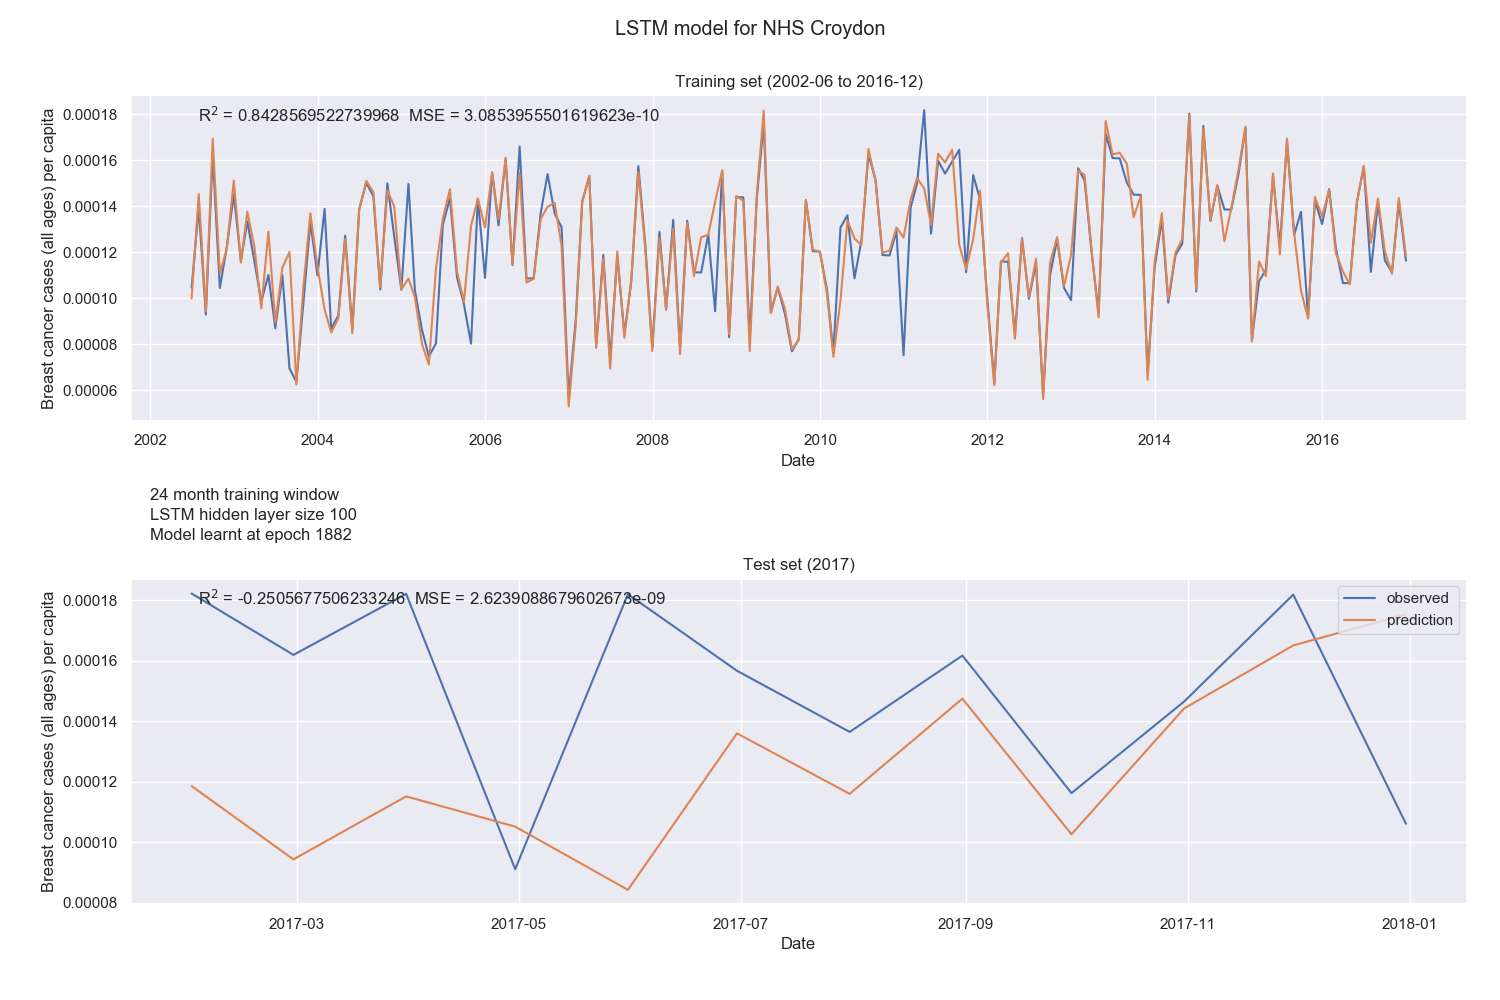 LSTM model for NHS Croydon
Training set (2002-06 to 2016-12)
R² = 0.8428569522739968 MSE = 3.0853955501619623e-10
Breast cancer cases (all ages) per capita
0.00018
0.00016
0.00014
0.00012
0.00010
0.00008
0.00006
2002 2004 2006 2008 2010 2012 2014 2016
Date
24 month training window
LSTM hidden layer size 100
Model learnt at epoch 1882
Test set (2017)
R² = -0.2505677506233246 MSE = 2.6239088679602673e-09
observed
prediction
Breast cancer cases (all ages) per capita
0.00018
0.00016
0.00014
0.00012
0.00010
0.00008
2017-03 2017-05 2017-07 2017-09 2017-11 2018-01
Date